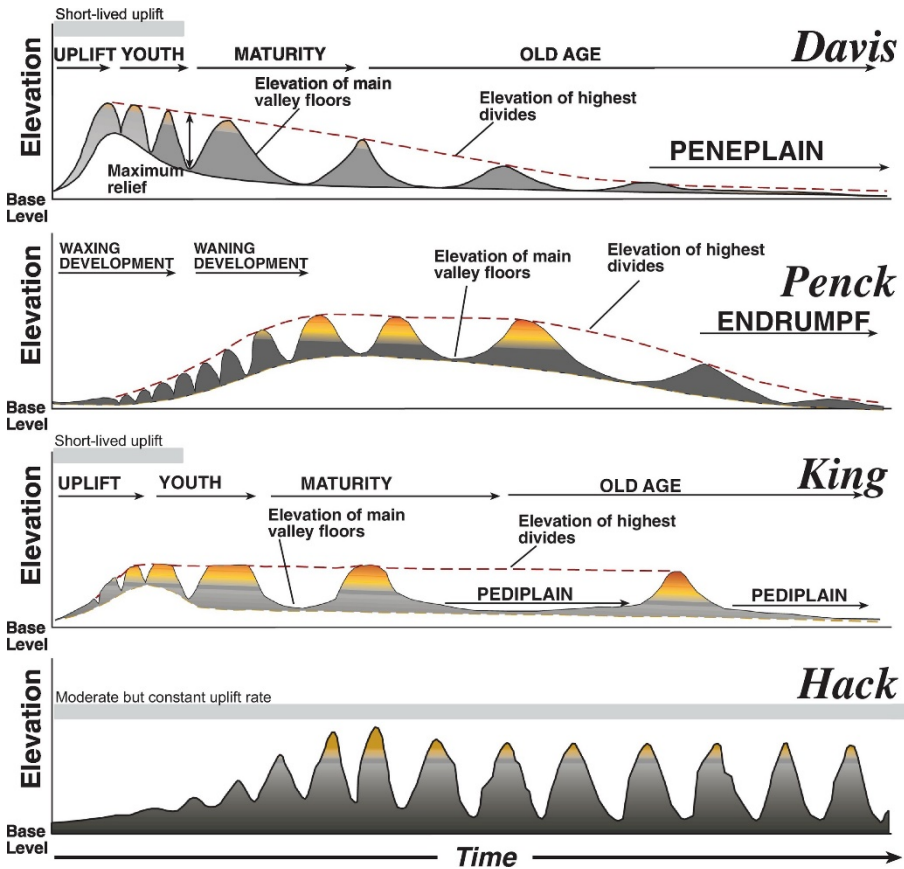 Short-lived uplift
UPLIFT YOUTH MATURITY OLD AGE Davis
Elevation
Elevation of main
valley floors
Elevation of highest
divides
Maximum
relief
PENEPLAIN
Base
Level
WAXING
DEVELOPMENT
WANING
DEVELOPMENT
Elevation of main
valley floors
Elevation of highest
divides
Penck
ENDRUMPF
Elevation
Base
Level
Short-lived uplift
UPLIFT YOUTH MATURITY OLD AGE King
Elevation
Elevation of main
valley floors
Elevation of highest
divides
PEDIPLAIN
PEDIPLAIN
Base
Level
Hack
Moderate but constant uplift rate
Elevation
Base
Level
Time